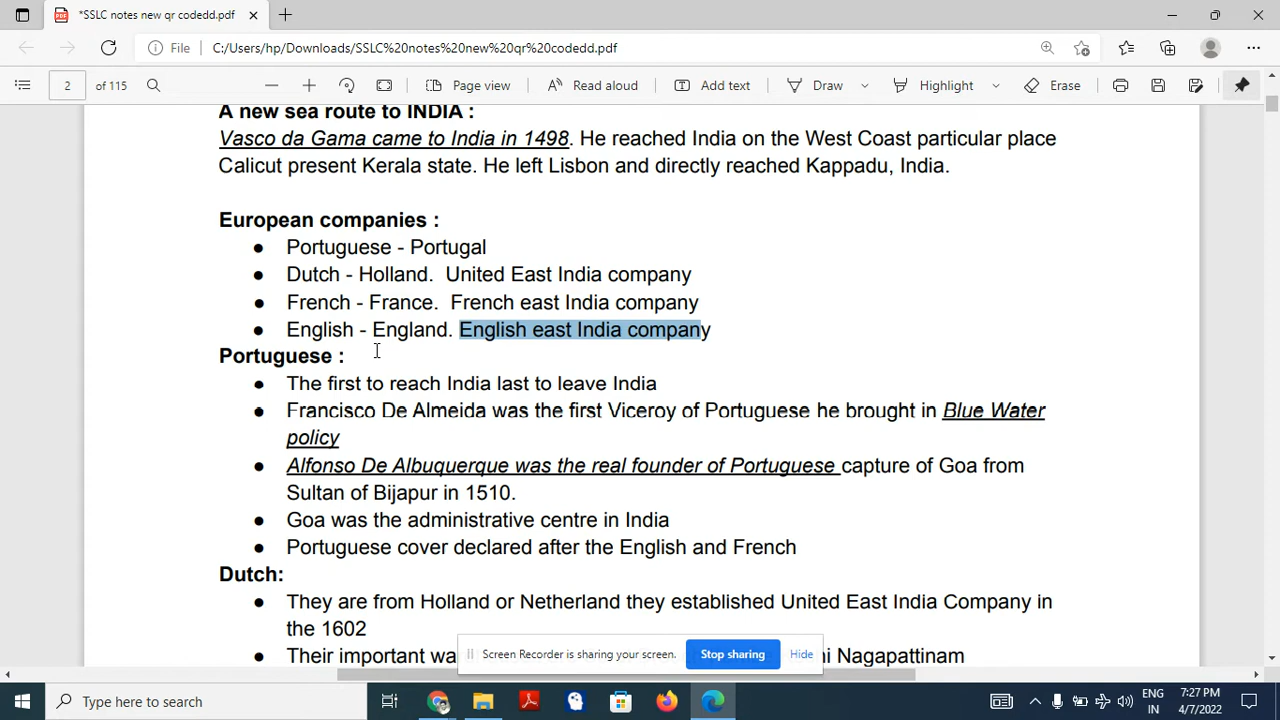 *SSLC notes new qr codedd.pdf
File
C:/Users/hp/Downloads/SSLC%20notes%20new%20qr%20codedd.pdf
2 of 115
Page view
Read aloud
Add text
Draw
Highlight
Erase
A new sea route to INDIA :
Vasco da Gama came to India in 1498. He reached India on the West Coast particular place
Calicut present Kerala state. He left Lisbon and directly reached Kappadu, India.
European companies :
● Portuguese - Portugal
● Dutch - Holland. United East India company
● French - France. French east India company
● English - England. English east India company
Portuguese :
● The first to reach India last to leave India
● Francisco De Almeida was the first Viceroy of Portuguese he brought in Blue Water
policy
● Alfonso De Albuquerque was the real founder of Portuguese capture of Goa from
Sultan of Bijapur in 1510.
● Goa was the administrative centre in India
● Portuguese cover declared after the English and French
Dutch:
● They are from Holland or Netherland they established United East India Company in
the 1602
● Their important Nagapattinam
Screen Recorder is sharing your screen.
Stop sharing
Hide
Type here to search
ENG
IN
7:27 PM
4/7/2022